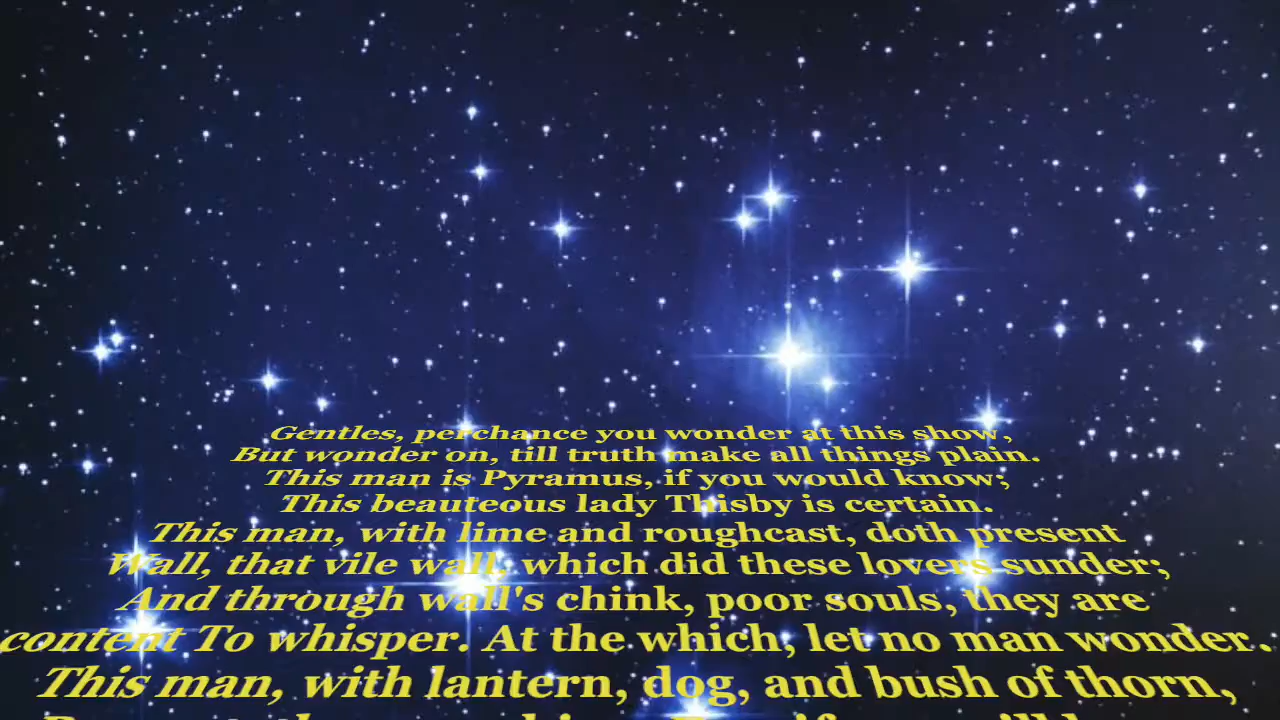 Gentles, perchance you wonder at this show,
But wonder on, till truth make all things plain.
This man is Pyramus, if you would know;
This beauteous lady Thisby is certain.
This man, with lime and roughcast, doth present
Wall, that vile wall, which did these lovers sunder;
And through wall's chink, poor souls, they are
content To whisper. At the which, let no man wonder.
This man, with lantern, dog, and bush of thorn,